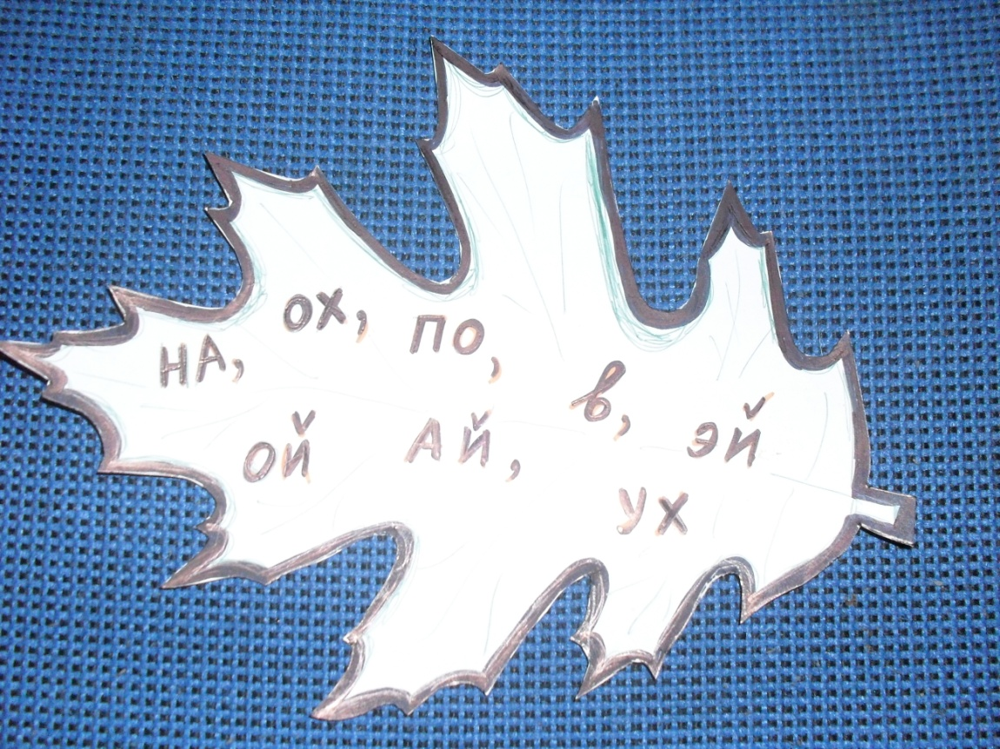 НА, ОХ, ПО, в, ЭЙ
ОЙ АЙ, УХ